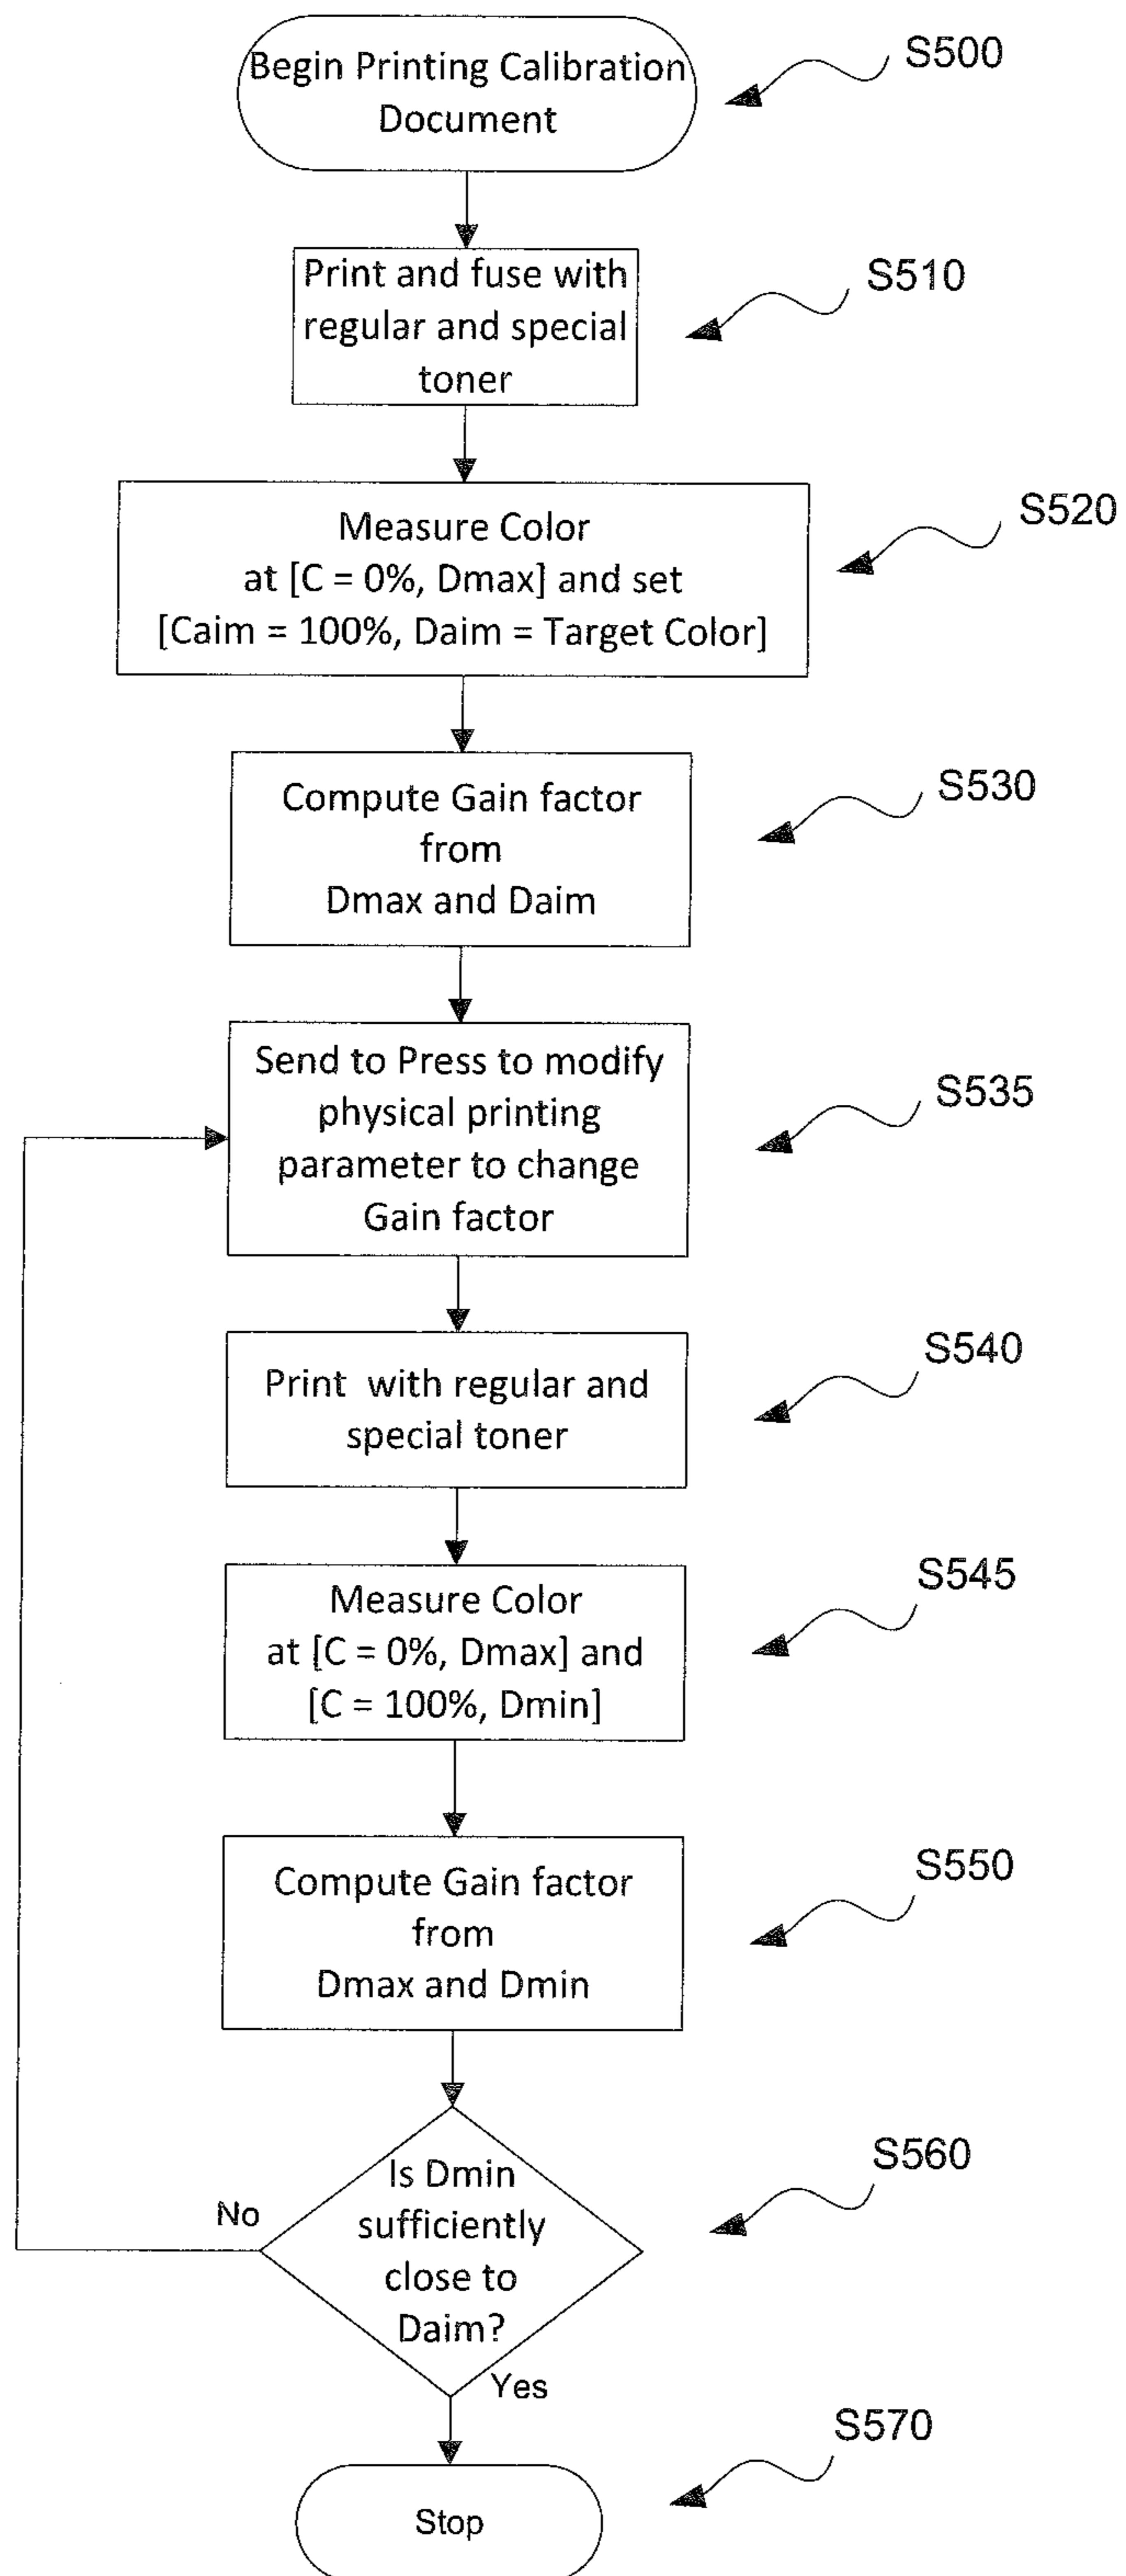 Begin Printing Calibration
Document
S500
Print and fuse with
regular and special
toner
S510
Measure Color
at [C = 0%, Dmax] and set
[Caim = 100%, Daim = Target Color]
S520
Compute Gain factor
from
Dmax and Daim
S530
Send to Press to modify
physical printing
parameter to change
Gain factor
S535
Print with regular and
special toner
S540
Measure Color
at [C = 0%, Dmax] and
[C = 100%, Dmin]
S545
Compute Gain factor
from
Dmax and Dmin
S550
Is Dmin
sufficiently
close to
Daim?
S560
No
Yes
Stop
S570